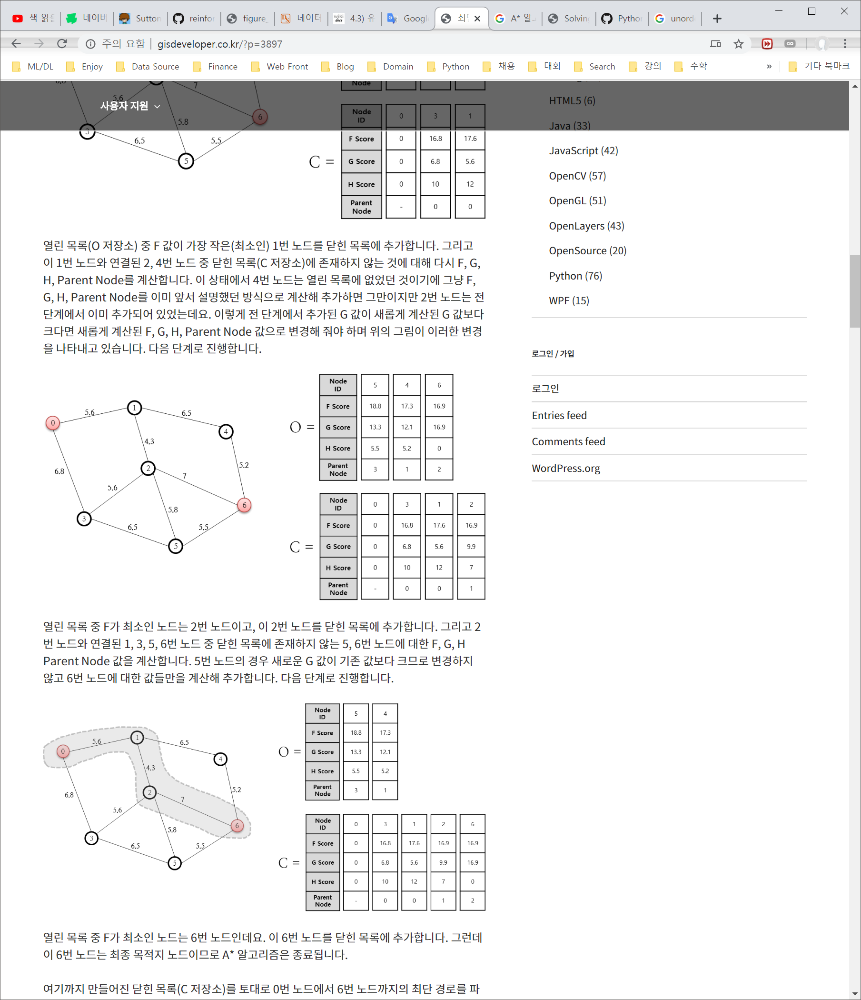 책 읽을
네이버
Sutton
reinfor
figure_
데이터
4.3) 유
Google
최단
A* 알고
Solving
Python
unord
주의 요함 | gisdeveloper.co.kr/?p=3897
ML/DL Enjoy Data Source Finance Web Front Blog Domain Python 채용 대회 Search 강의 수학 » 기타 북마크
사용자 지원
5.6 7 5.8 6 3 6.5 5.5 5
Node
Node ID 0 3 1
F Score 0 16.8 17.6
C = G Score 0 6.8 5.6
H Score 0 10 12
Parent Node - 0 0
열린 목록(O 저장소) 중 F 값이 가장 작은(최소인) 1번 노드를 닫힌 목록에 추가합니다. 그리고
이 1번 노드와 연결된 2, 4번 노드 중 닫힌 목록(C 저장소)에 존재하지 않는 것에 대해 다시 F, G,
H, Parent Node를 계산합니다. 이 상태에서 4번 노드는 열린 목록에 없었던 것이기에 그냥 F,
G, H, Parent Node를 이미 앞서 설명했던 방식으로 계산해 추가하면 그만이지만 2번 노드는 전
단계에서 이미 추가되어 있었는데요. 이렇게 전 단계에서 추가된 G 값이 새롭게 계산된 G 값보다
크다면 새롭게 계산된 F, G, H, Parent Node 값으로 변경해 줘야 하며 위의 그림이 이러한 변경
을 나타내고 있습니다. 다음 단계로 진행합니다.
0 5.6 1 6.5 4 4.3 2 5.2 6.8 7 5.6 6 5.8 3 6.5 5.5 5
Node ID 5 4 6
F Score 18.8 17.3 16.9
O = G Score 13.3 12.1 16.9
H Score 5.5 5.2 0
Parent Node 3 1 2
Node ID 0 3 1 2
F Score 0 16.8 17.6 16.9
C = G Score 0 6.8 5.6 9.9
H Score 0 10 12 7
Parent Node - 0 0 1
열린 목록 중 F가 최소인 노드는 2번 노드이고, 이 2번 노드를 닫힌 목록에 추가합니다. 그리고 2
번 노드와 연결된 1, 3, 5, 6번 노드 중 닫힌 목록에 존재하지 않는 5, 6번 노드에 대한 F, G, H
Parent Node 값을 계산합니다. 5번 노드의 경우 새로운 G 값이 기존 값보다 크므로 변경하지
않고 6번 노드에 대한 값들만을 계산해 추가합니다. 다음 단계로 진행합니다.
0 5.6 1 6.5 4 4.3 2 5.2 6.8 7 5.6 6 5.8 3 6.5 5.5 5
Node ID 5 4
F Score 18.8 17.3
O = G Score 13.3 12.1
H Score 5.5 5.2
Parent Node 3 1
Node ID 0 3 1 2 6
F Score 0 16.8 17.6 16.9 16.9
C = G Score 0 6.8 5.6 9.9 16.9
H Score 0 10 12 7 0
Parent Node - 0 0 1 2
열린 목록 중 F가 최소인 노드는 6번 노드인데요. 이 6번 노드를 닫힌 목록에 추가합니다. 그런데
이 6번 노드는 최종 목적지 노드이므로 A* 알고리즘은 종료됩니다.
여기까지 만들어진 닫힌 목록(C 저장소)를 토대로 0번 노드에서 6번 노드까지의 최단 경로를 파
HTML5 (6)
Java (33)
JavaScript (42)
OpenCV (57)
OpenGL (51)
OpenLayers (43)
OpenSource (20)
Python (76)
WPF (15)
로그인 / 가입
로그인
Entries feed
Comments feed
WordPress.org